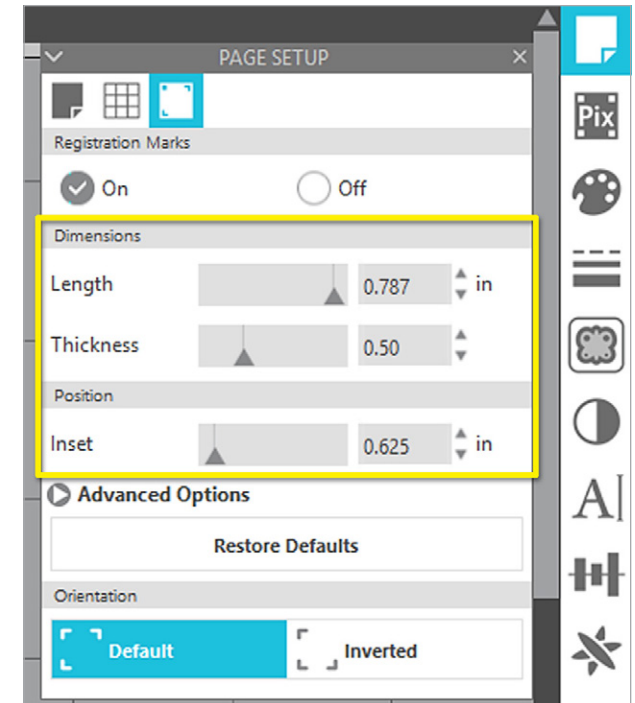 PAGE SETUP
Registration Marks
On Off
Dimensions
Length 0.787 in
Thickness 0.50
Position
Inset 0.625 in
Advanced Options
Restore Defaults
Orientation
Default Inverted
Pix
A